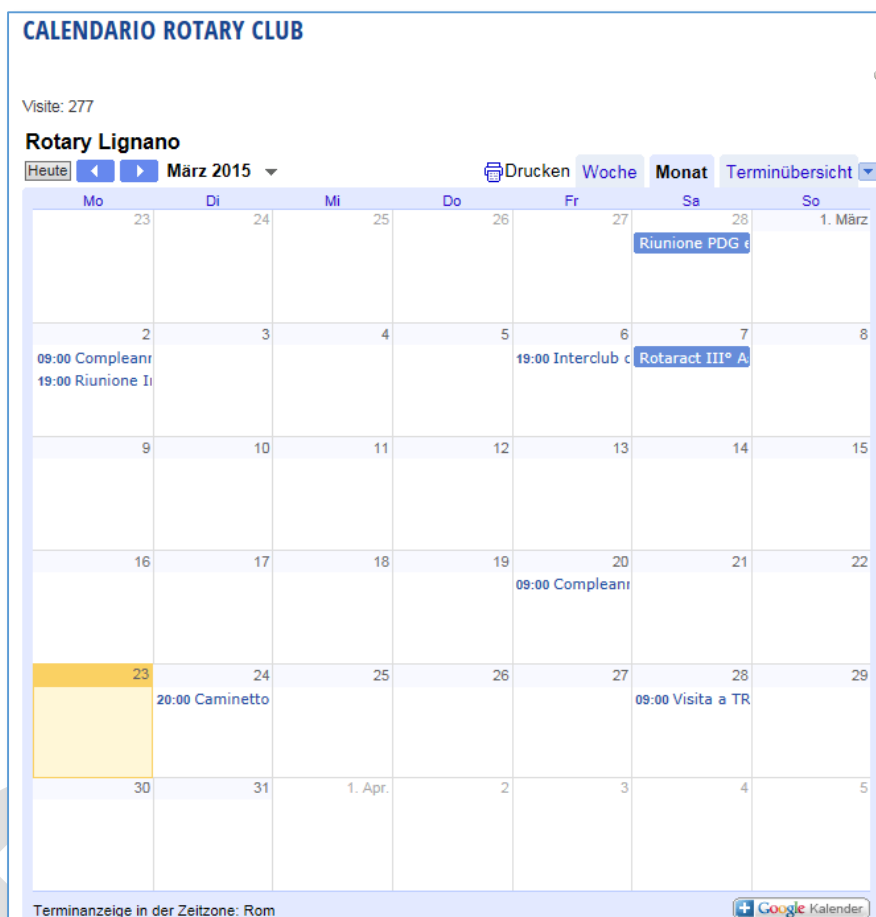 CALENDARIO ROTARY CLUB
Visite: 277
Rotary Lignano
Heute März 2015 Drucken Woche Monat Terminübersicht
Mo Di Mi Do Fr Sa So
23 24 25 26 27 28 1. März
Riunione PDG e
2 3 4 5 6 7 8
09:00 Compleann 19:00 Interclub c Rotaract III° A
19:00 Riunione In
9 10 11 12 13 14 15
16 17 18 19 20 21 22
09:00 Compleann
23 24 25 26 27 28 29
20:00 Caminetto 09:00 Visita a TR
30 31 1. Apr. 2 3 4 5
Terminanzeige in der Zeitzone: Rom
Google Kalender